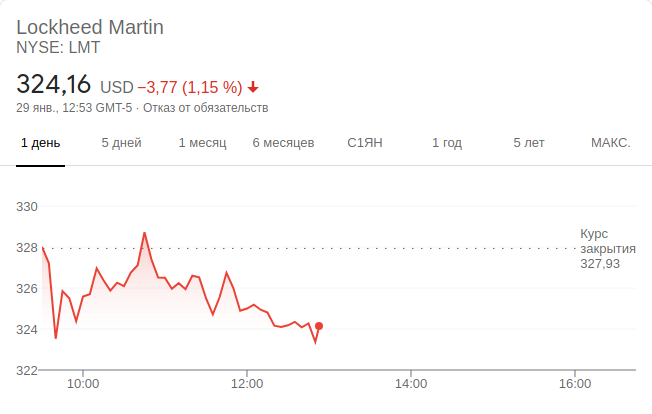 Lockheed Martin
NYSE: LMT
324,16 USD −3,77 (1,15 %)
29 янв., 12:53 GMT-5 · Отказ от обязательств
1 день 5 дней 1 месяц 6 месяцев С1ЯН 1 год 5 лет МАКС.
330
328
326
324
322
Курс
закрытия
327,93
10:00 12:00 14:00 16:00